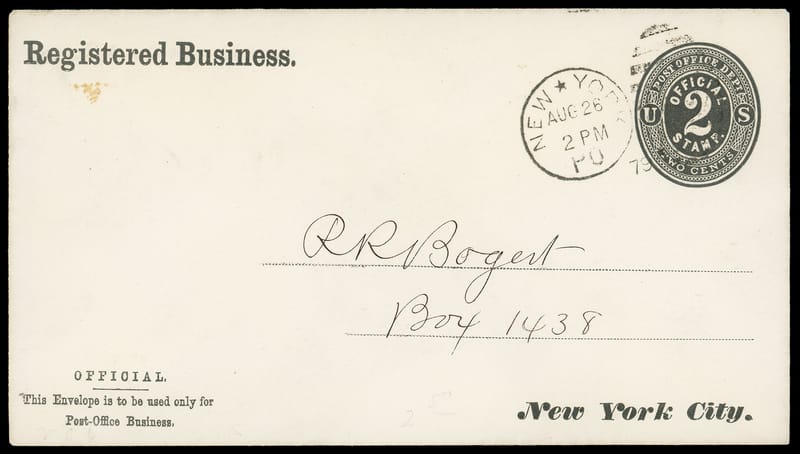 Registered Business.
NEW ★ YORK
AUG 26
2 PM
P O
79
POST OFFICE DEPT
OFFICIAL
U 2 S
STAMP.
TWO CENTS
R R Bogert
Box 1438
OFFICIAL.
This Envelope is to be used only for
Post-Office Business.
New York City.